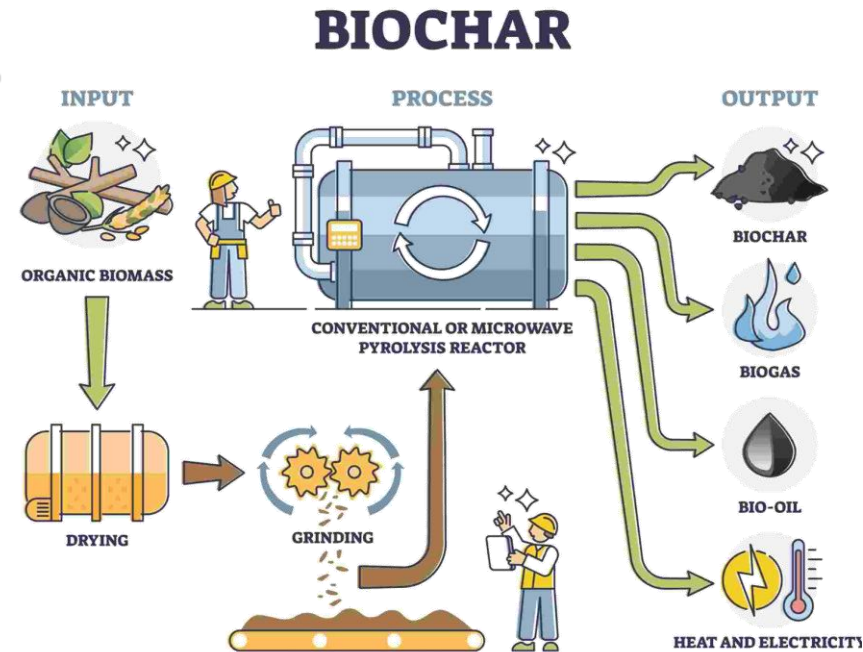 BIOCHAR
INPUT
PROCESS
OUTPUT
ORGANIC BIOMASS
CONVENTIONAL OR MICROWAVE
PYROLYSIS REACTOR
BIOCHAR
BIOGAS
DRYING
GRINDING
BIO-OIL
HEAT AND ELECTRICITY